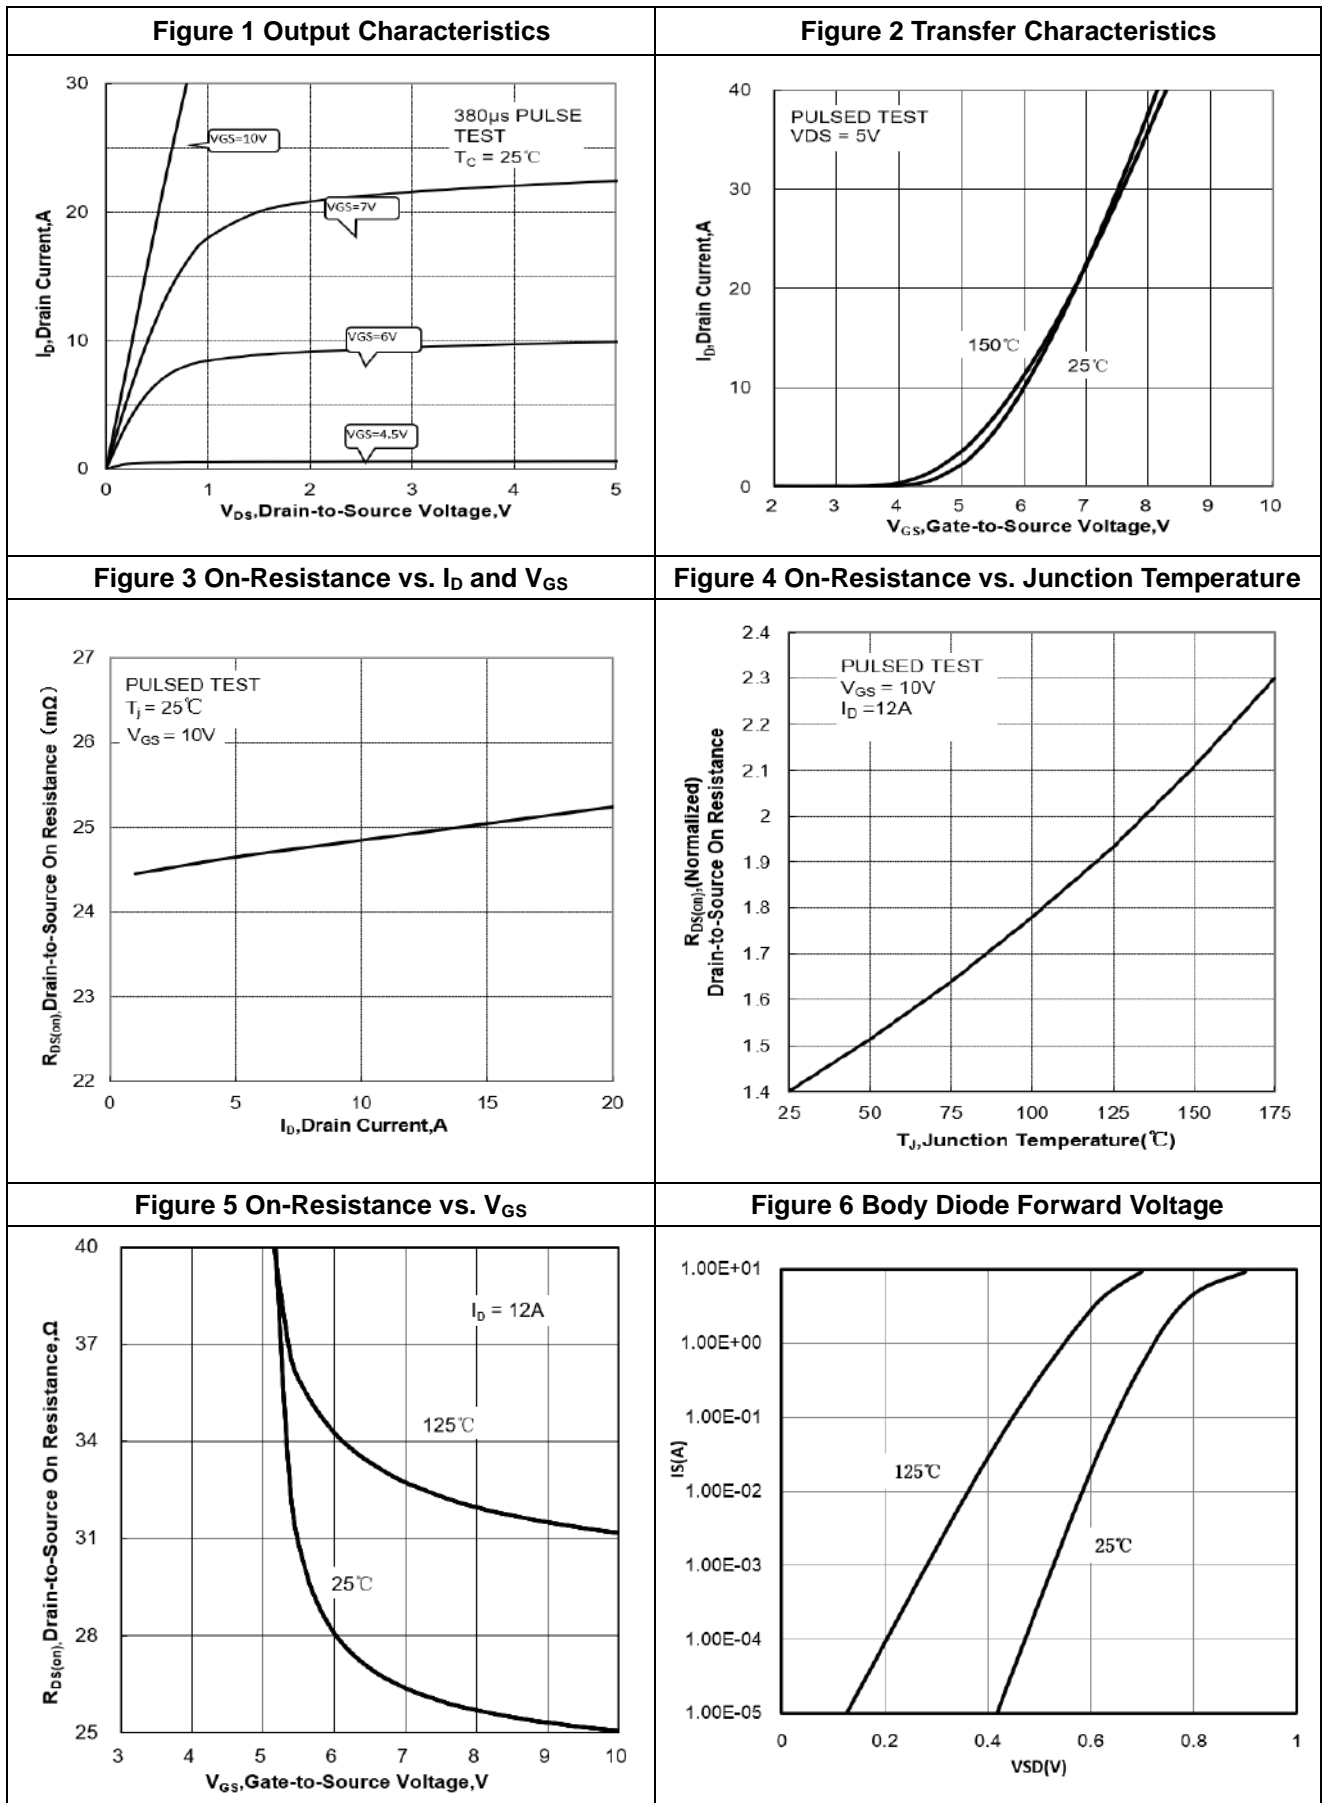 Figure 1 Output Characteristics
Figure 2 Transfer Characteristics
30
20
10
0
0
1
2
3
4
5
380µs PULSE
TEST
TC = 25℃
VGS=10V
VGS=7V
VGS=6V
VGS=4.5V
ID,Drain Current,A
VDS,Drain-to-Source Voltage,V
40
30
20
10
0
2
3
4
5
6
7
8
9
10
PULSED TEST
VDS = 5V
150℃
25℃
ID,Drain Current,A
VGS,Gate-to-Source Voltage,V
Figure 3 On-Resistance vs. ID and VGS
Figure 4 On-Resistance vs. Junction Temperature
27
26
25
24
23
22
0
5
10
15
20
PULSED TEST
Tj = 25℃
VGS = 10V
RDS(on),Drain-to-Source On Resistance (mΩ)
ID,Drain Current,A
2.4
2.3
2.2
2.1
2
1.9
1.8
1.7
1.6
1.5
1.4
25
50
75
100
125
150
175
PULSED TEST
VGS = 10V
ID =12A
RDS(on),(Normalized)
Drain-to-Source On Resistance
TJ,Junction Temperature(℃)
Figure 5 On-Resistance vs. VGS
Figure 6 Body Diode Forward Voltage
40
37
34
31
28
25
3
4
5
6
7
8
9
10
ID = 12A
125℃
25℃
RDS(on),Drain-to-Source On Resistance,Ω
VGS,Gate-to-Source Voltage,V
1.00E+01
1.00E+00
1.00E-01
1.00E-02
1.00E-03
1.00E-04
1.00E-05
0
0.2
0.4
0.6
0.8
1
125℃
25℃
IS(A)
VSD(V)